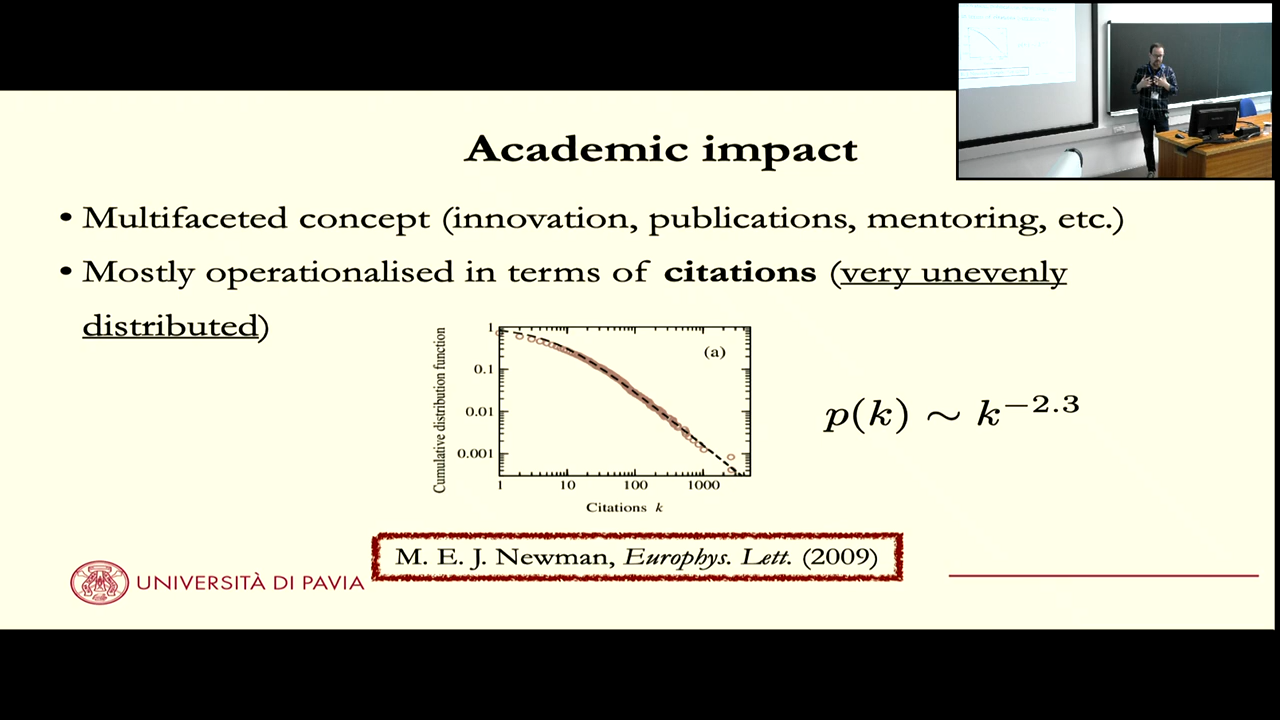 Academic impact
• Multifaceted concept (innovation, publications, mentoring, etc.)
• Mostly operationalised in terms of citations (very unevenly
distributed)
Cumulative distribution function
1
0.1
0.01
0.001
(a)
1 10 100 1000
Citations k
p(k) ∼ k^{−2.3}
M. E. J. Newman, Europhys. Lett. (2009)
UNIVERSITÀ DI PAVIA